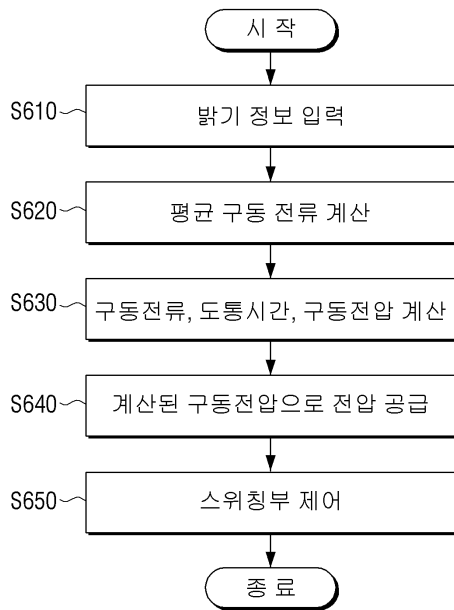 시 작
S610
밝기 정보 입력
S620
평균 구동 전류 계산
S630
구동전류, 도통시간, 구동전압 계산
S640
계산된 구동전압으로 전압 공급
S650
스위칭부 제어
종 료